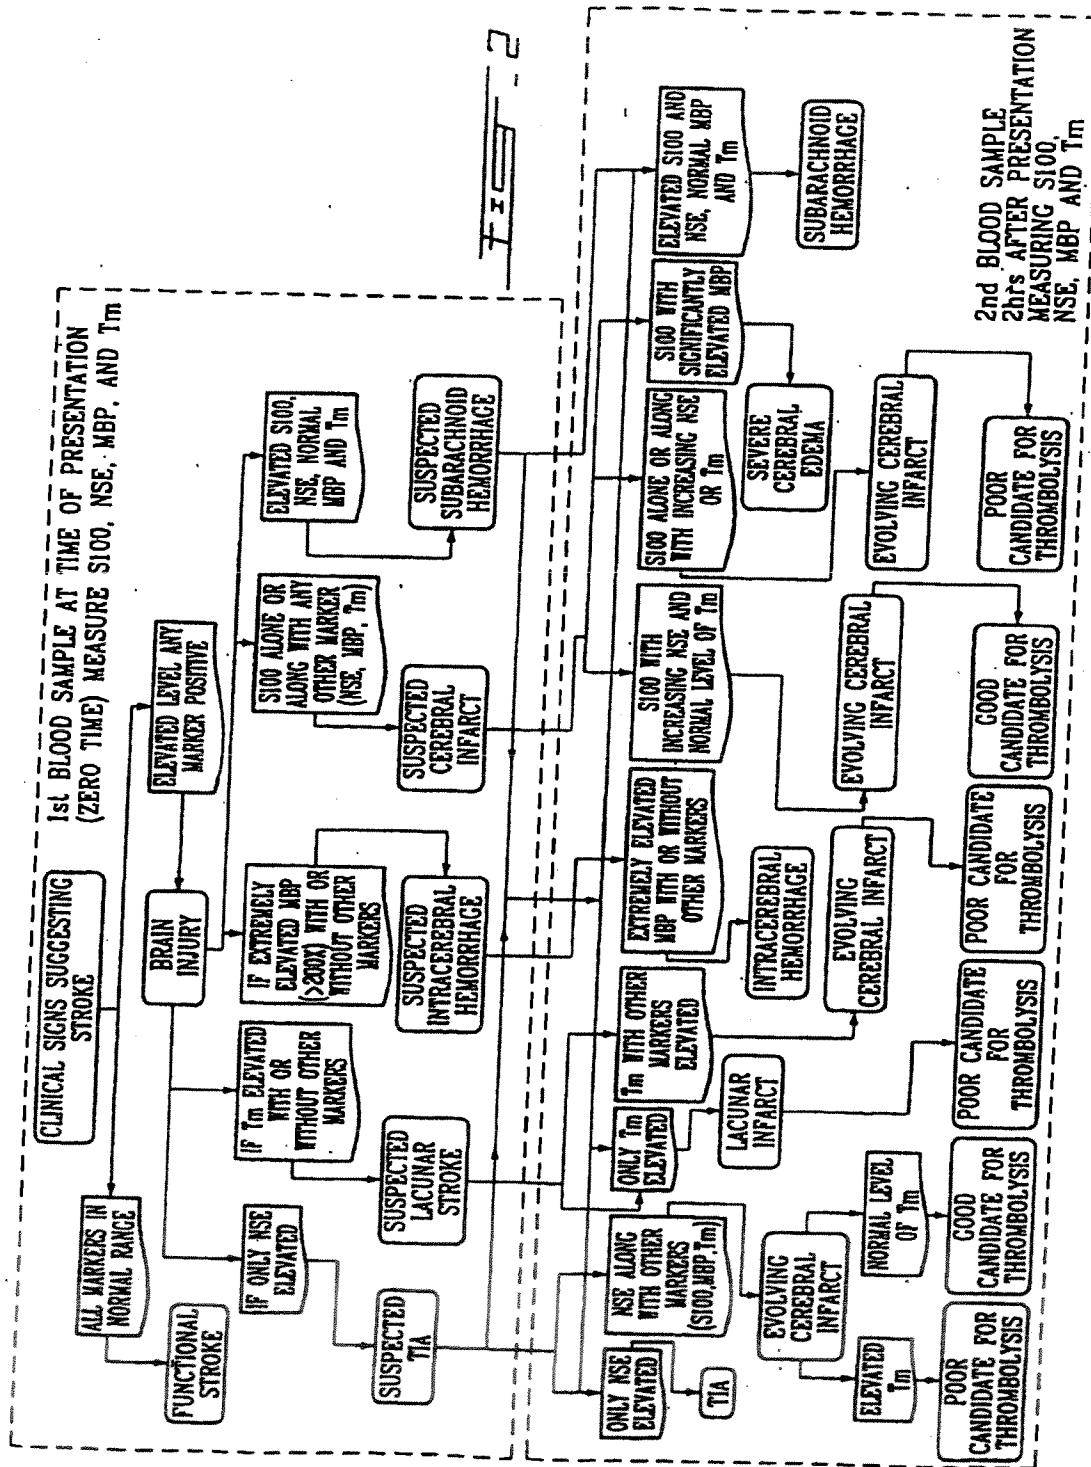 1st BLOOD SAMPLE AT TIME OF PRESENTATION
(ZERO TIME) MEASURE S100, NSE, MBP, AND Tm
CLINICAL SIGNS SUGGESTING
STROKE
ALL MARKERS IN
NORMAL RANGE
ELEVATED LEVEL ANY
MARKER POSITIVE
FUNCTIONAL
STROKE
BRAIN
INJURY
IF ONLY NSE
ELEVATED
IF Tm ELEVATED
WITH OR
WITHOUT OTHER
MARKERS
IF EXTREMELY
ELEVATED MBP
(>200X) WITH OR
WITHOUT OTHER
MARKERS
S100 ALONE OR
ALONG WITH ANY
OTHER MARKER
(NSE, MBP, Tm)
ELEVATED S100,
NSE, NORMAL
MBP AND Tm
SUSPECTED
TIA
SUSPECTED
LACUNAR
STROKE
SUSPECTED
INTRACEREBRAL
HEMORRHAGE
SUSPECTED
CEREBRAL
INFARCT
SUSPECTED
SUBARACHNOID
HEMORRHAGE
2
ONLY NSE
ELEVATED
NSE ALONG
WITH OTHER
MARKERS
(S100,MBP,Tm)
ONLY Tm
ELEVATED
Tm WITH OTHER
MARKERS
ELEVATED
EXTREMELY ELEVATED
MBP WITH OR WITHOUT
OTHER MARKERS
S100 WITH
INCREASING NSE AND
NORMAL LEVEL OF Tm
S100 ALONE OR ALONG
WITH INCREASING NSE
OR Tm
S100 WITH
SIGNIFICANTLY
ELEVATED MBP
ELEVATED S100 AND
NSE, NORMAL MBP
AND Tm
TIA
EVOLVING
CEREBRAL
INFARCT
LACUNAR
INFARCT
INTRACEREBRAL
HEMORRHAGE
SEVERE
CEREBRAL
EDEMA
SUBARACHNOID
HEMORRHAGE
ELEVATED
Tm
NORMAL LEVEL
OF Tm
EVOLVING
CEREBRAL INFARCT
EVOLVING CEREBRAL
INFARCT
EVOLVING CEREBRAL
INFARCT
POOR
CANDIDATE FOR
THROMBOLYSIS
GOOD
CANDIDATE FOR
THROMBOLYSIS
POOR CANDIDATE
FOR
THROMBOLYSIS
POOR CANDIDATE
FOR
THROMBOLYSIS
GOOD
CANDIDATE FOR
THROMBOLYSIS
POOR
CANDIDATE FOR
THROMBOLYSIS
2nd BLOOD SAMPLE
2hrs AFTER PRESENTATION
MEASURING S100,
NSE, MBP AND Tm